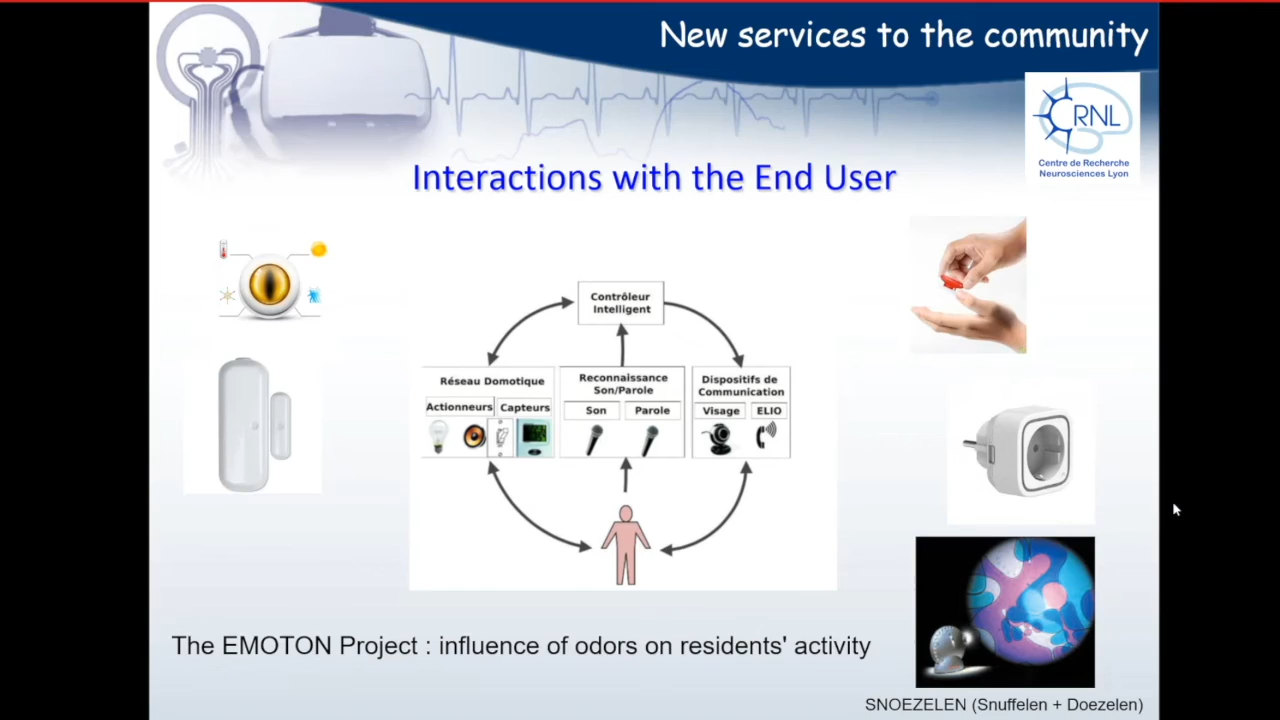 New services to the community
CRNL
Centre de Recherche
Neurosciences Lyon
Interactions with the End User
Contrôleur
Intelligent
Réseau Domotique
Actionneurs
Capteurs
Reconnaissance
Son/Parole
Son
Parole
Dispositifs de
Communication
Visage
ELIO
The EMOTON Project : influence of odors on residents' activity
SNOEZELEN (Snuffelen + Doezelen)